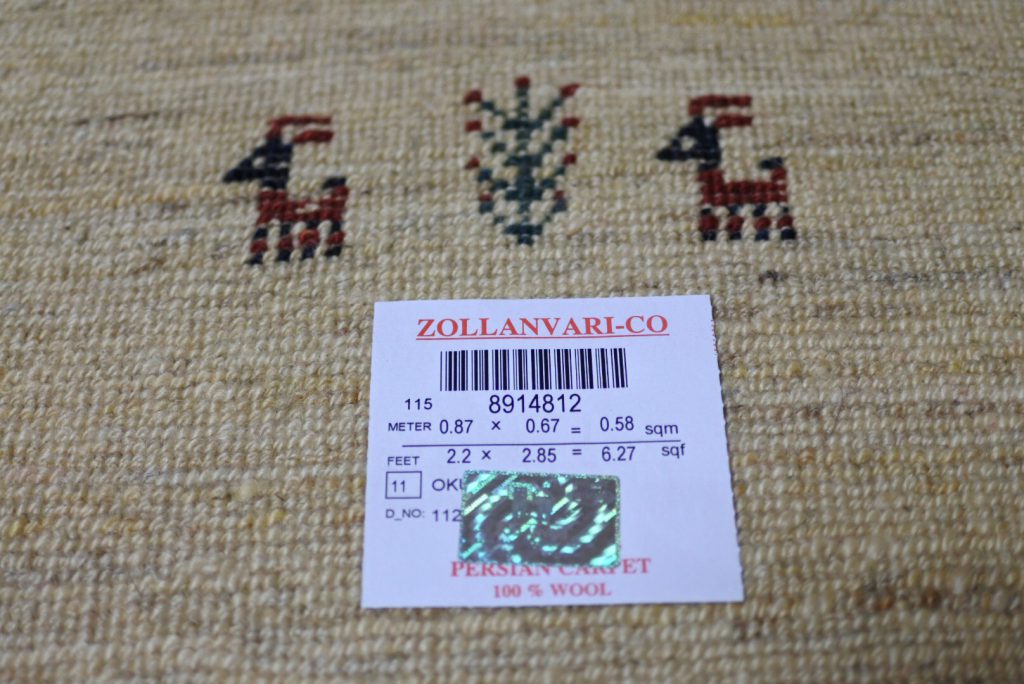 ZOLLANVARI-CO
115 8914812
METER 0.87 × 0.67 = 0.58 sqm
FEET 2.2 × 2.85 = 6.27 sqf
11
D_NO:
PERSIAN CARPET
100 % WOOL